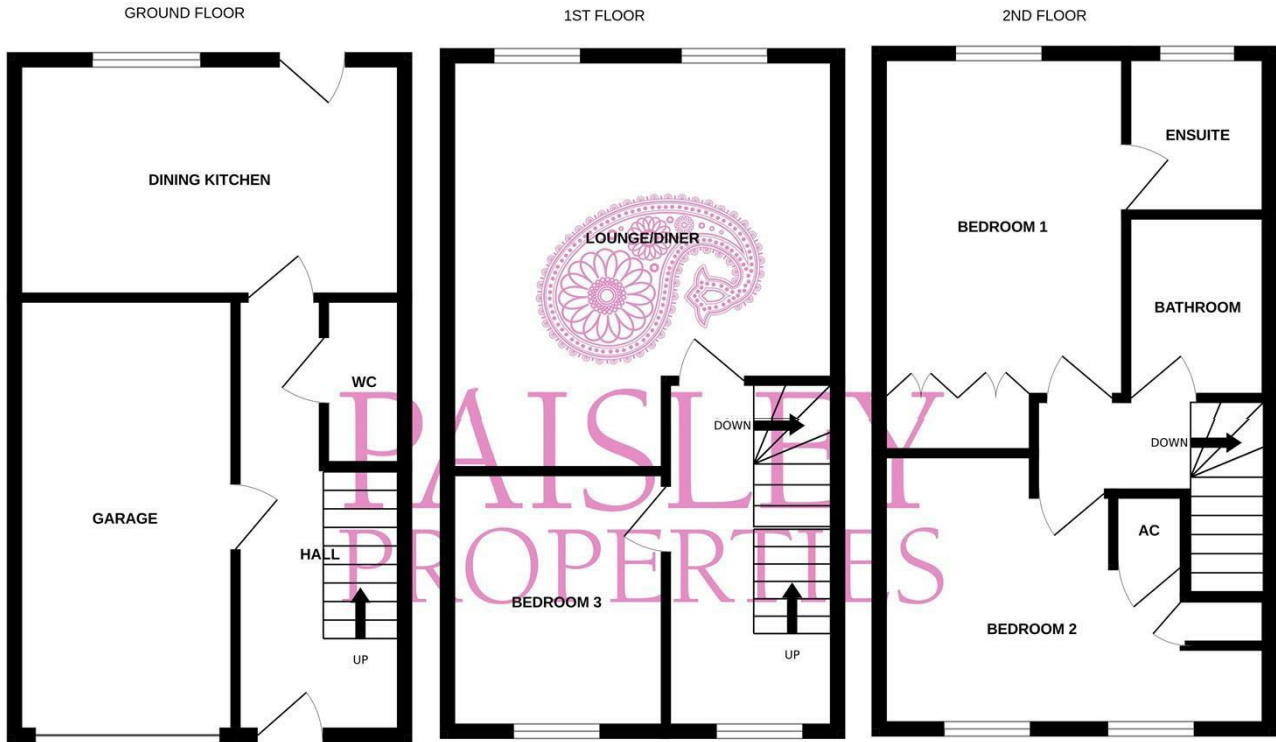 GROUND FLOOR
DINING KITCHEN
WC
GARAGE
HALL
UP
1ST FLOOR
LOUNGE/DINER
DOWN
BEDROOM 3
UP
2ND FLOOR
ENSUITE
BEDROOM 1
BATHROOM
DOWN
AC
BEDROOM 2
PAISLEY
PROPERTIES